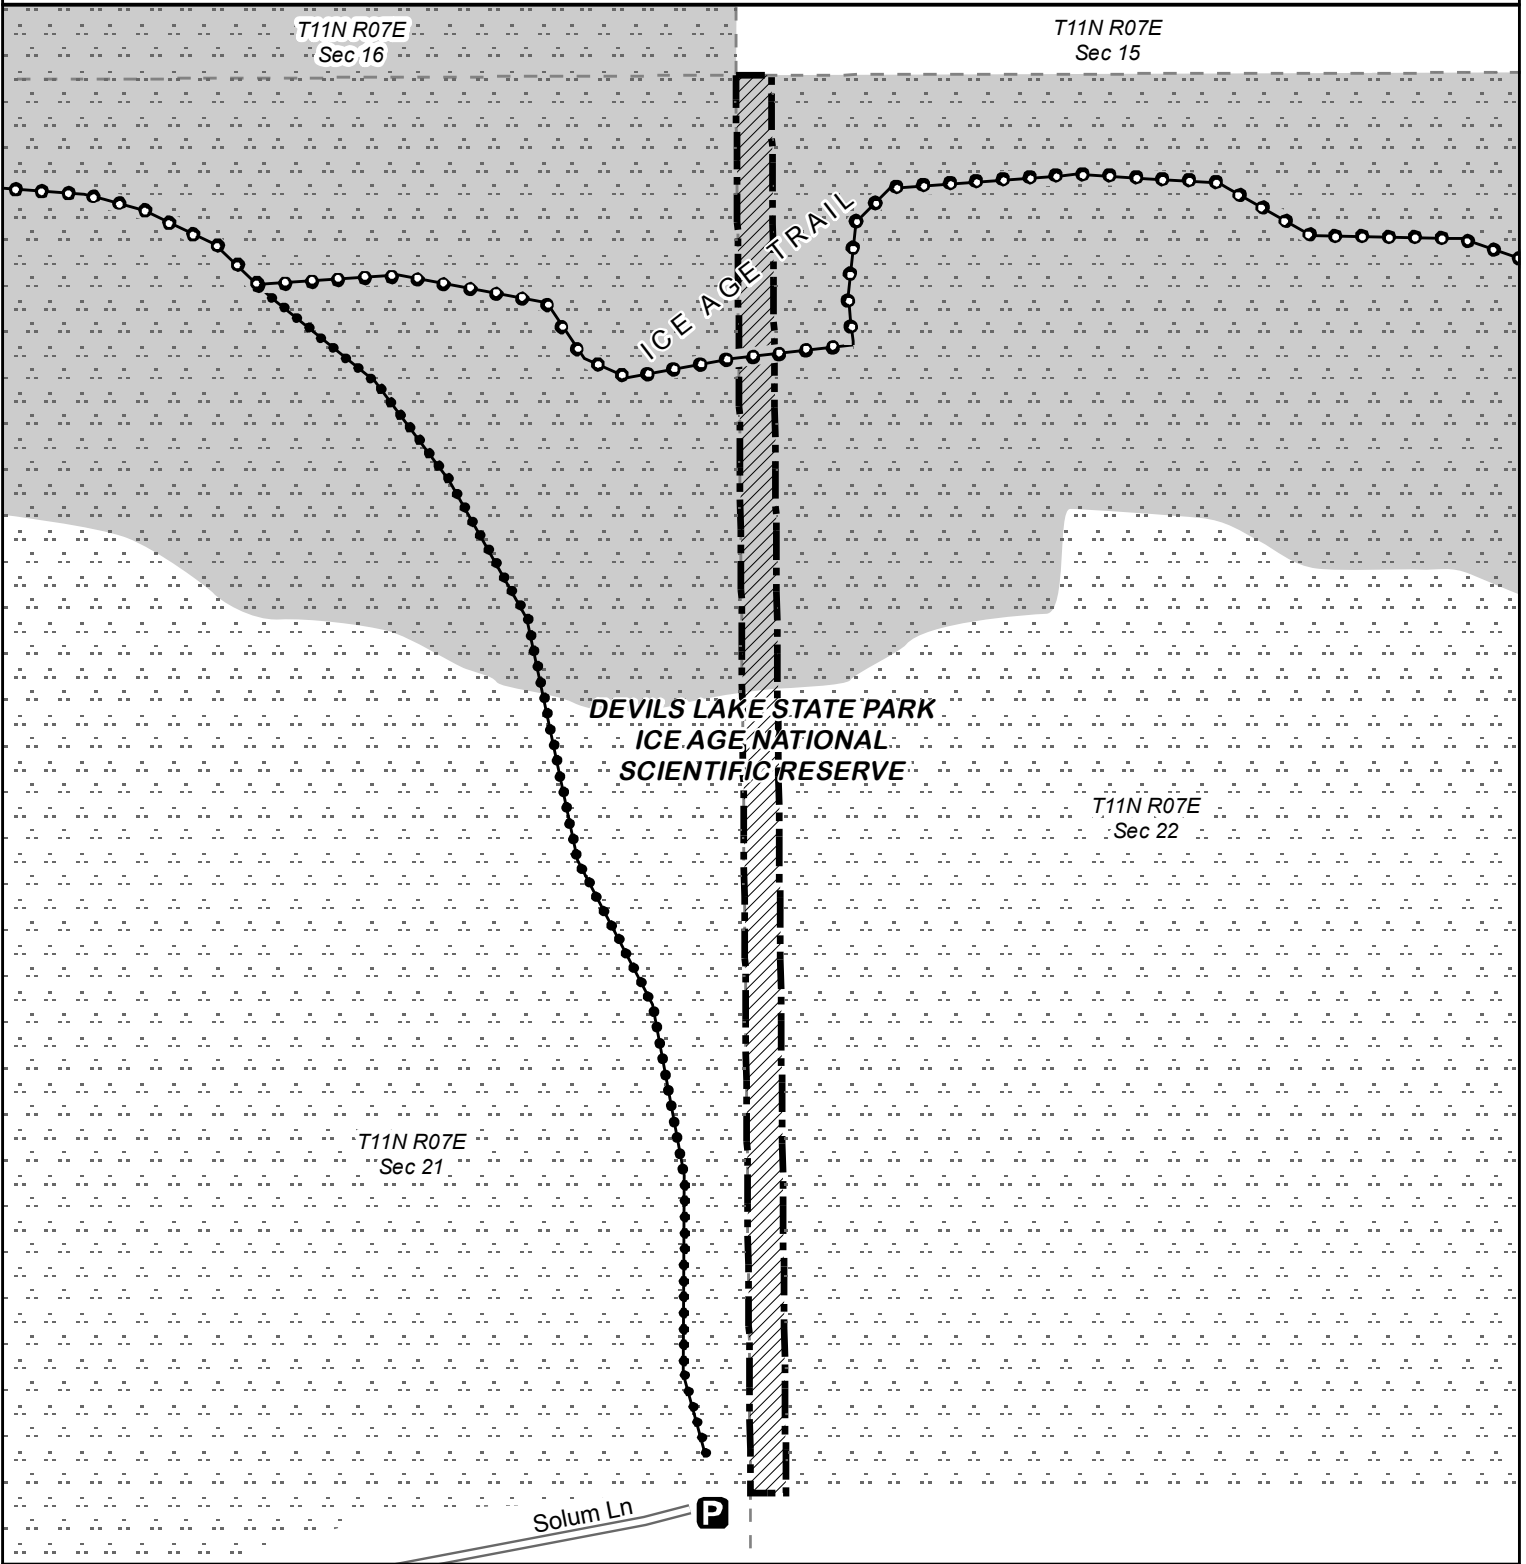 T11N R07E
Sec 16
T11N R07E
Sec 15
ICE AGE TRAIL
DEVILS LAKE STATE PARK
ICE AGE NATIONAL
SCIENTIFIC RESERVE
T11N R07E
Sec 22
T11N R07E
Sec 21
Solum Ln
P